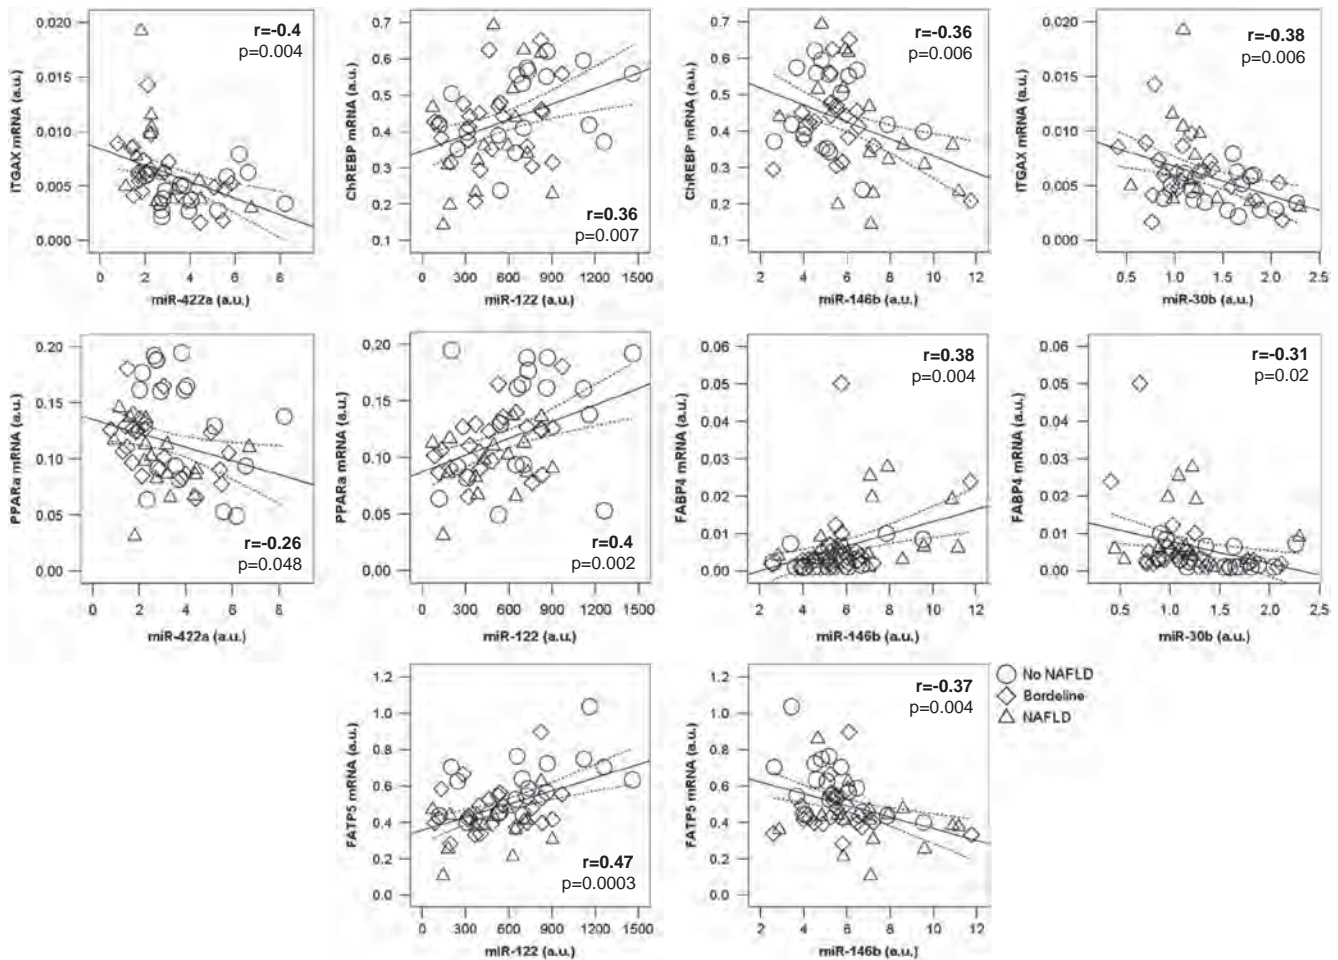 ITGAX mRNA (a.u.)
0.020
0.015
0.010
0.005
0.000
r=-0.4
p=0.004
0 2 4 6 8
miR-422a (a.u.)
ChREBP mRNA (a.u.)
0.7
0.6
0.5
0.4
0.3
0.2
0.1
r=0.36
p=0.007
0 300 600 900 1200 1500
miR-122 (a.u.)
ChREBP mRNA (a.u.)
0.7
0.6
0.5
0.4
0.3
0.2
0.1
r=-0.36
p=0.006
2 4 6 8 10 12
miR-146b (a.u.)
ITGAX mRNA (a.u.)
0.020
0.015
0.010
0.005
0.000
r=-0.38
p=0.006
0.5 1.0 1.5 2.0 2.5
miR-30b (a.u.)
PPARa mRNA (a.u.)
0.20
0.15
0.10
0.05
0.00
r=-0.26
p=0.048
0 2 4 6 8
miR-422a (a.u.)
PPARa mRNA (a.u.)
0.20
0.15
0.10
0.05
0.00
r=0.4
p=0.002
0 300 600 900 1200 1500
miR-122 (a.u.)
FABP4 mRNA (a.u.)
0.06
0.05
0.04
0.03
0.02
0.01
0.00
r=0.38
p=0.004
2 4 6 8 10 12
miR-146b (a.u.)
FABP4 mRNA (a.u.)
0.06
0.05
0.04
0.03
0.02
0.01
0.00
r=-0.31
p=0.02
0.5 1.0 1.5 2.0 2.5
miR-30b (a.u.)
FATP5 mRNA (a.u.)
1.2
1.0
0.8
0.6
0.4
0.2
0.0
r=0.47
p=0.0003
0 300 600 900 1200 1500
miR-122 (a.u.)
FATP5 mRNA (a.u.)
1.2
1.0
0.8
0.6
0.4
0.2
0.0
r=-0.37
p=0.004
2 4 6 8 10 12
miR-146b (a.u.)
No NAFLD
Bordeline
NAFLD